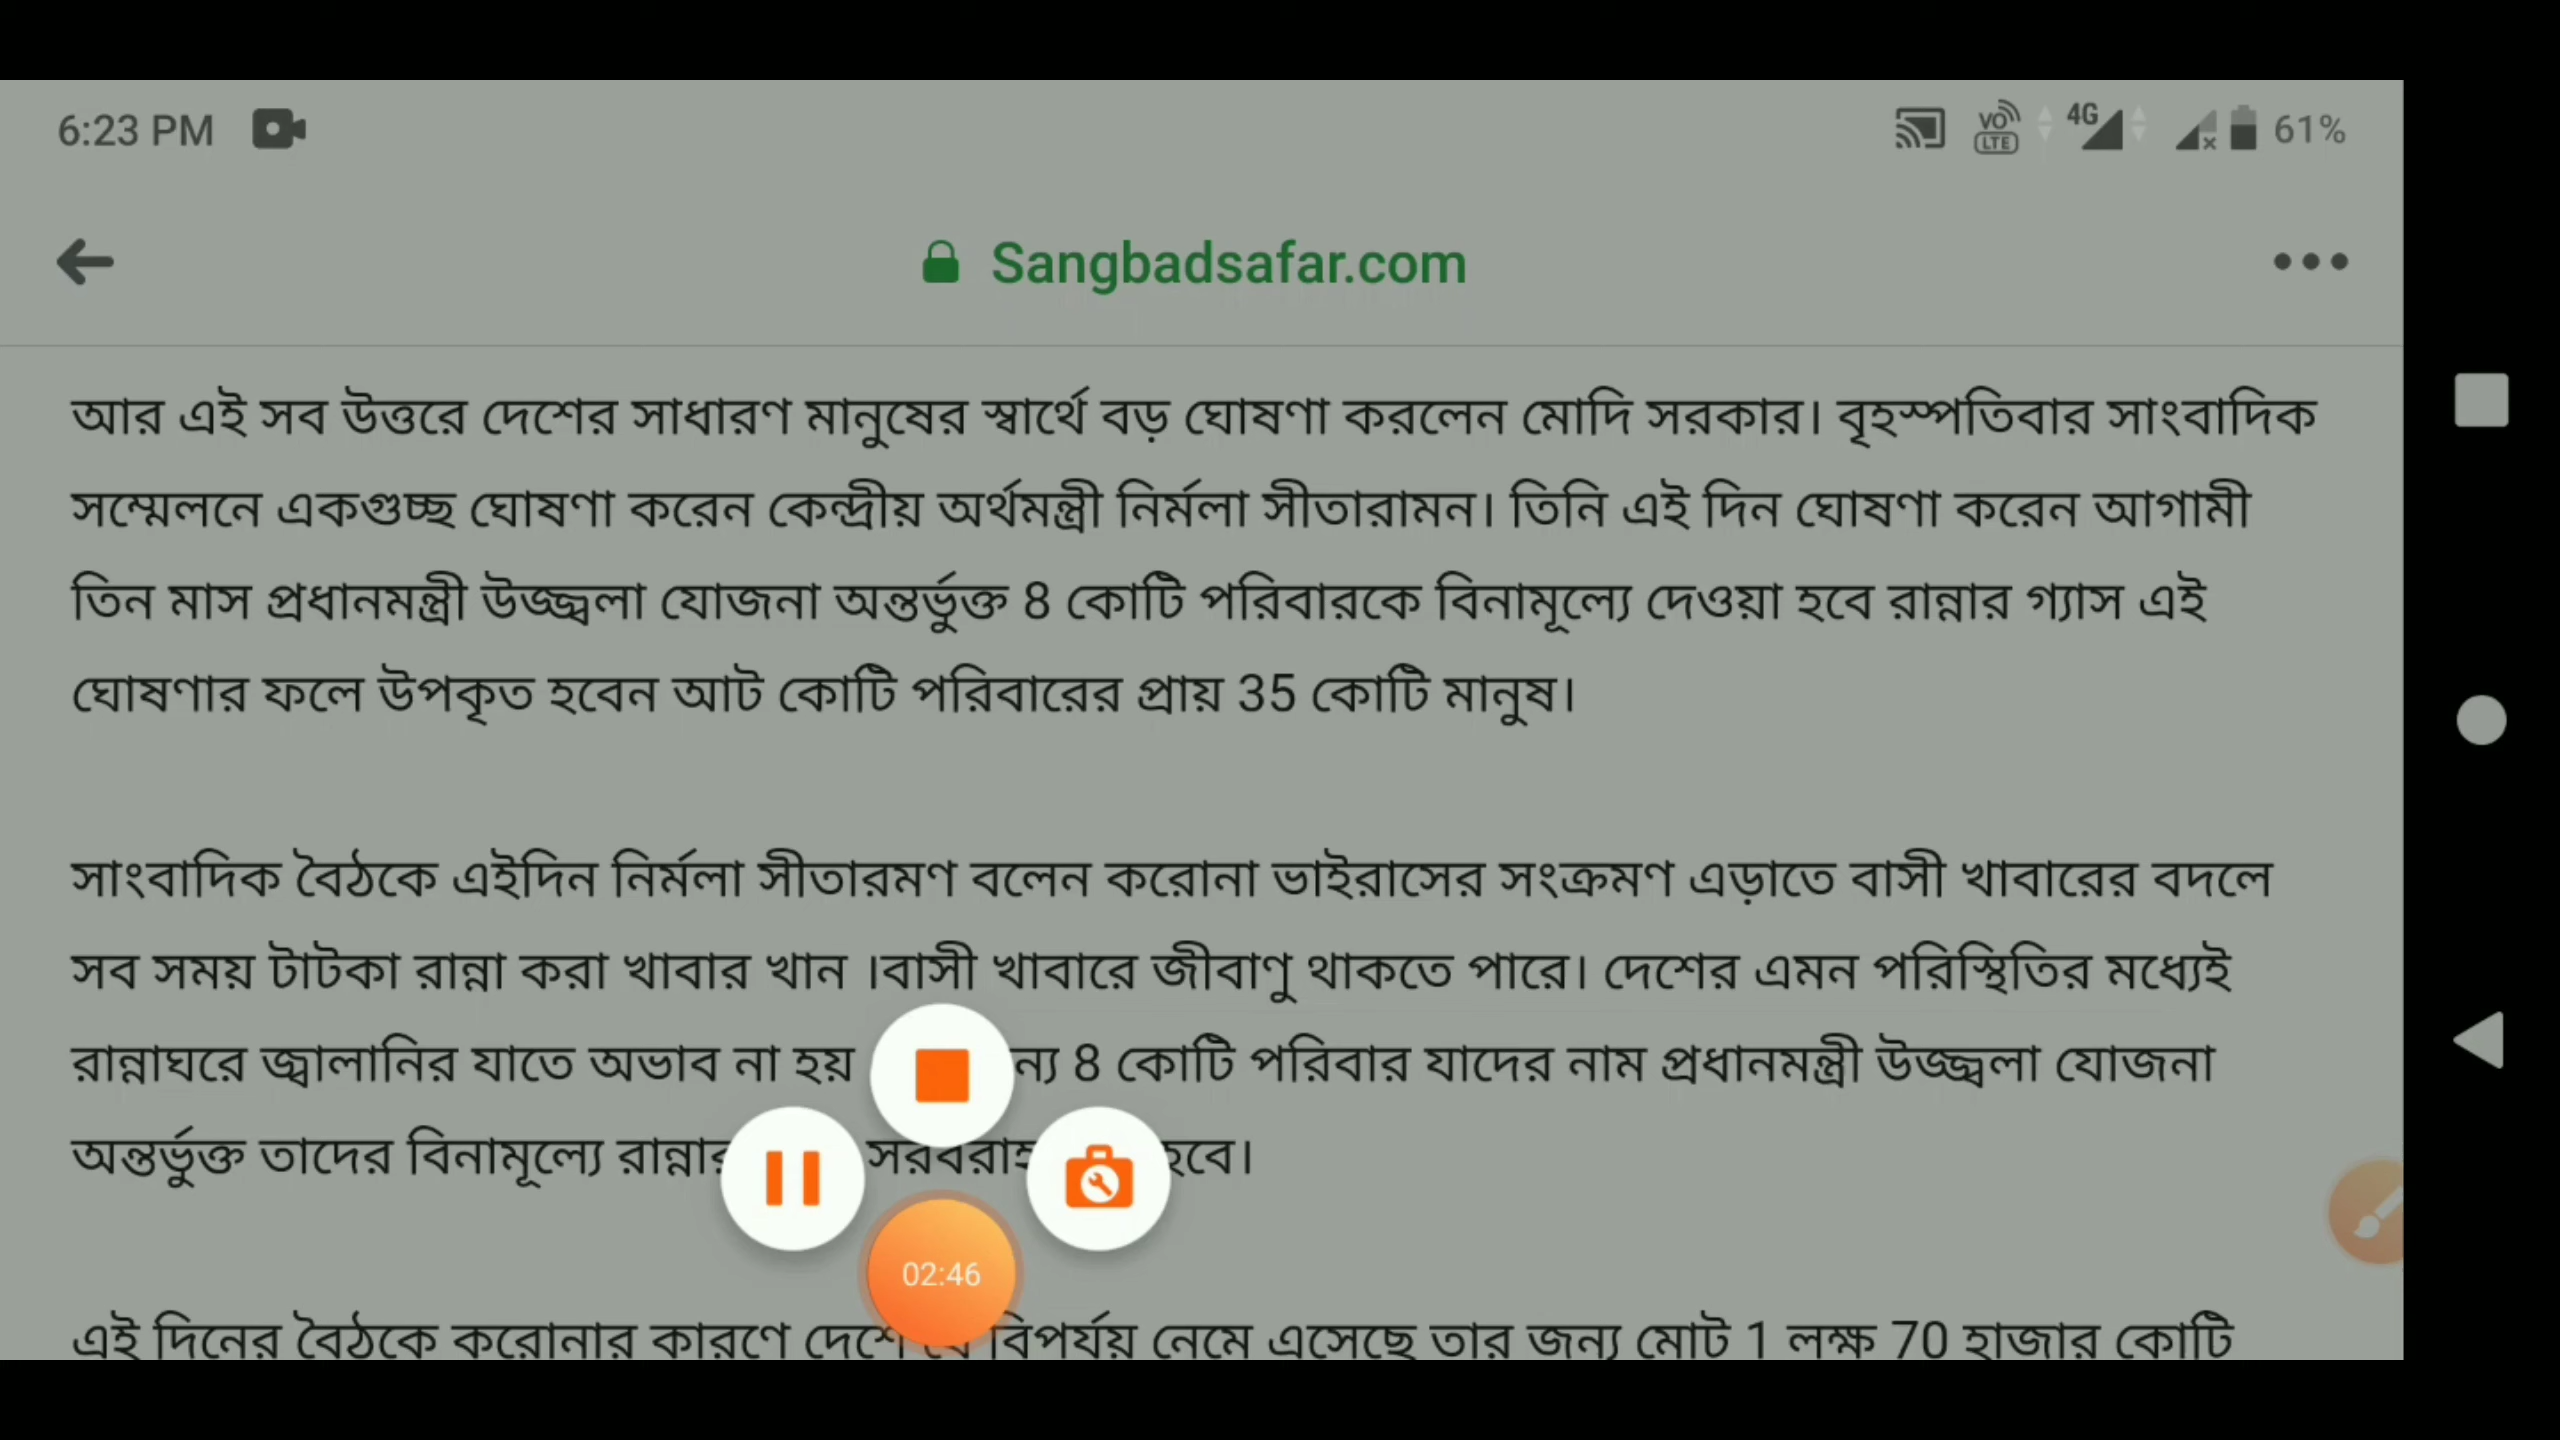 6:23 PM VO LTE 4G 61%
Sangbadsafar.com
আর এই সব উত্তরে দেশের সাধারণ মানুষের স্বার্থে বড় ঘোষণা করলেন মোদি সরকার। বৃহস্পতিবার সাংবাদিক
সম্মেলনে একগুচ্ছ ঘোষণা করেন কেন্দ্রীয় অর্থমন্ত্রী নির্মলা সীতারামন। তিনি এই দিন ঘোষণা করেন আগামী
তিন মাস প্রধানমন্ত্রী উজ্জ্বলা যোজনা অন্তর্ভুক্ত 8 কোটি পরিবারকে বিনামূল্যে দেওয়া হবে রান্নার গ্যাস এই
ঘোষণার ফলে উপকৃত হবেন আট কোটি পরিবারের প্রায় 35 কোটি মানুষ।
সাংবাদিক বৈঠকে এইদিন নির্মলা সীতারমণ বলেন করোনা ভাইরাসের সংক্রমণ এড়াতে বাসী খাবারের বদলে
সব সময় টাটকা রান্না করা খাবার খান ।বাসী খাবারে জীবাণু থাকতে পারে। দেশের এমন পরিস্থিতির মধ্যেই
রান্নাঘরে জ্বালানির যাতে অভাব না হয় 8 কোটি পরিবার যাদের নাম প্রধানমন্ত্রী উজ্জ্বলা যোজনা
অন্তর্ভুক্ত তাদের বিনামূল্যে হবে।
02:46
এই দিনের বৈঠকে করোনার কারণে বিপর্যয় নেমে এসেছে তার জন্য মোট 1 লক্ষ 70 হাজার কোটি